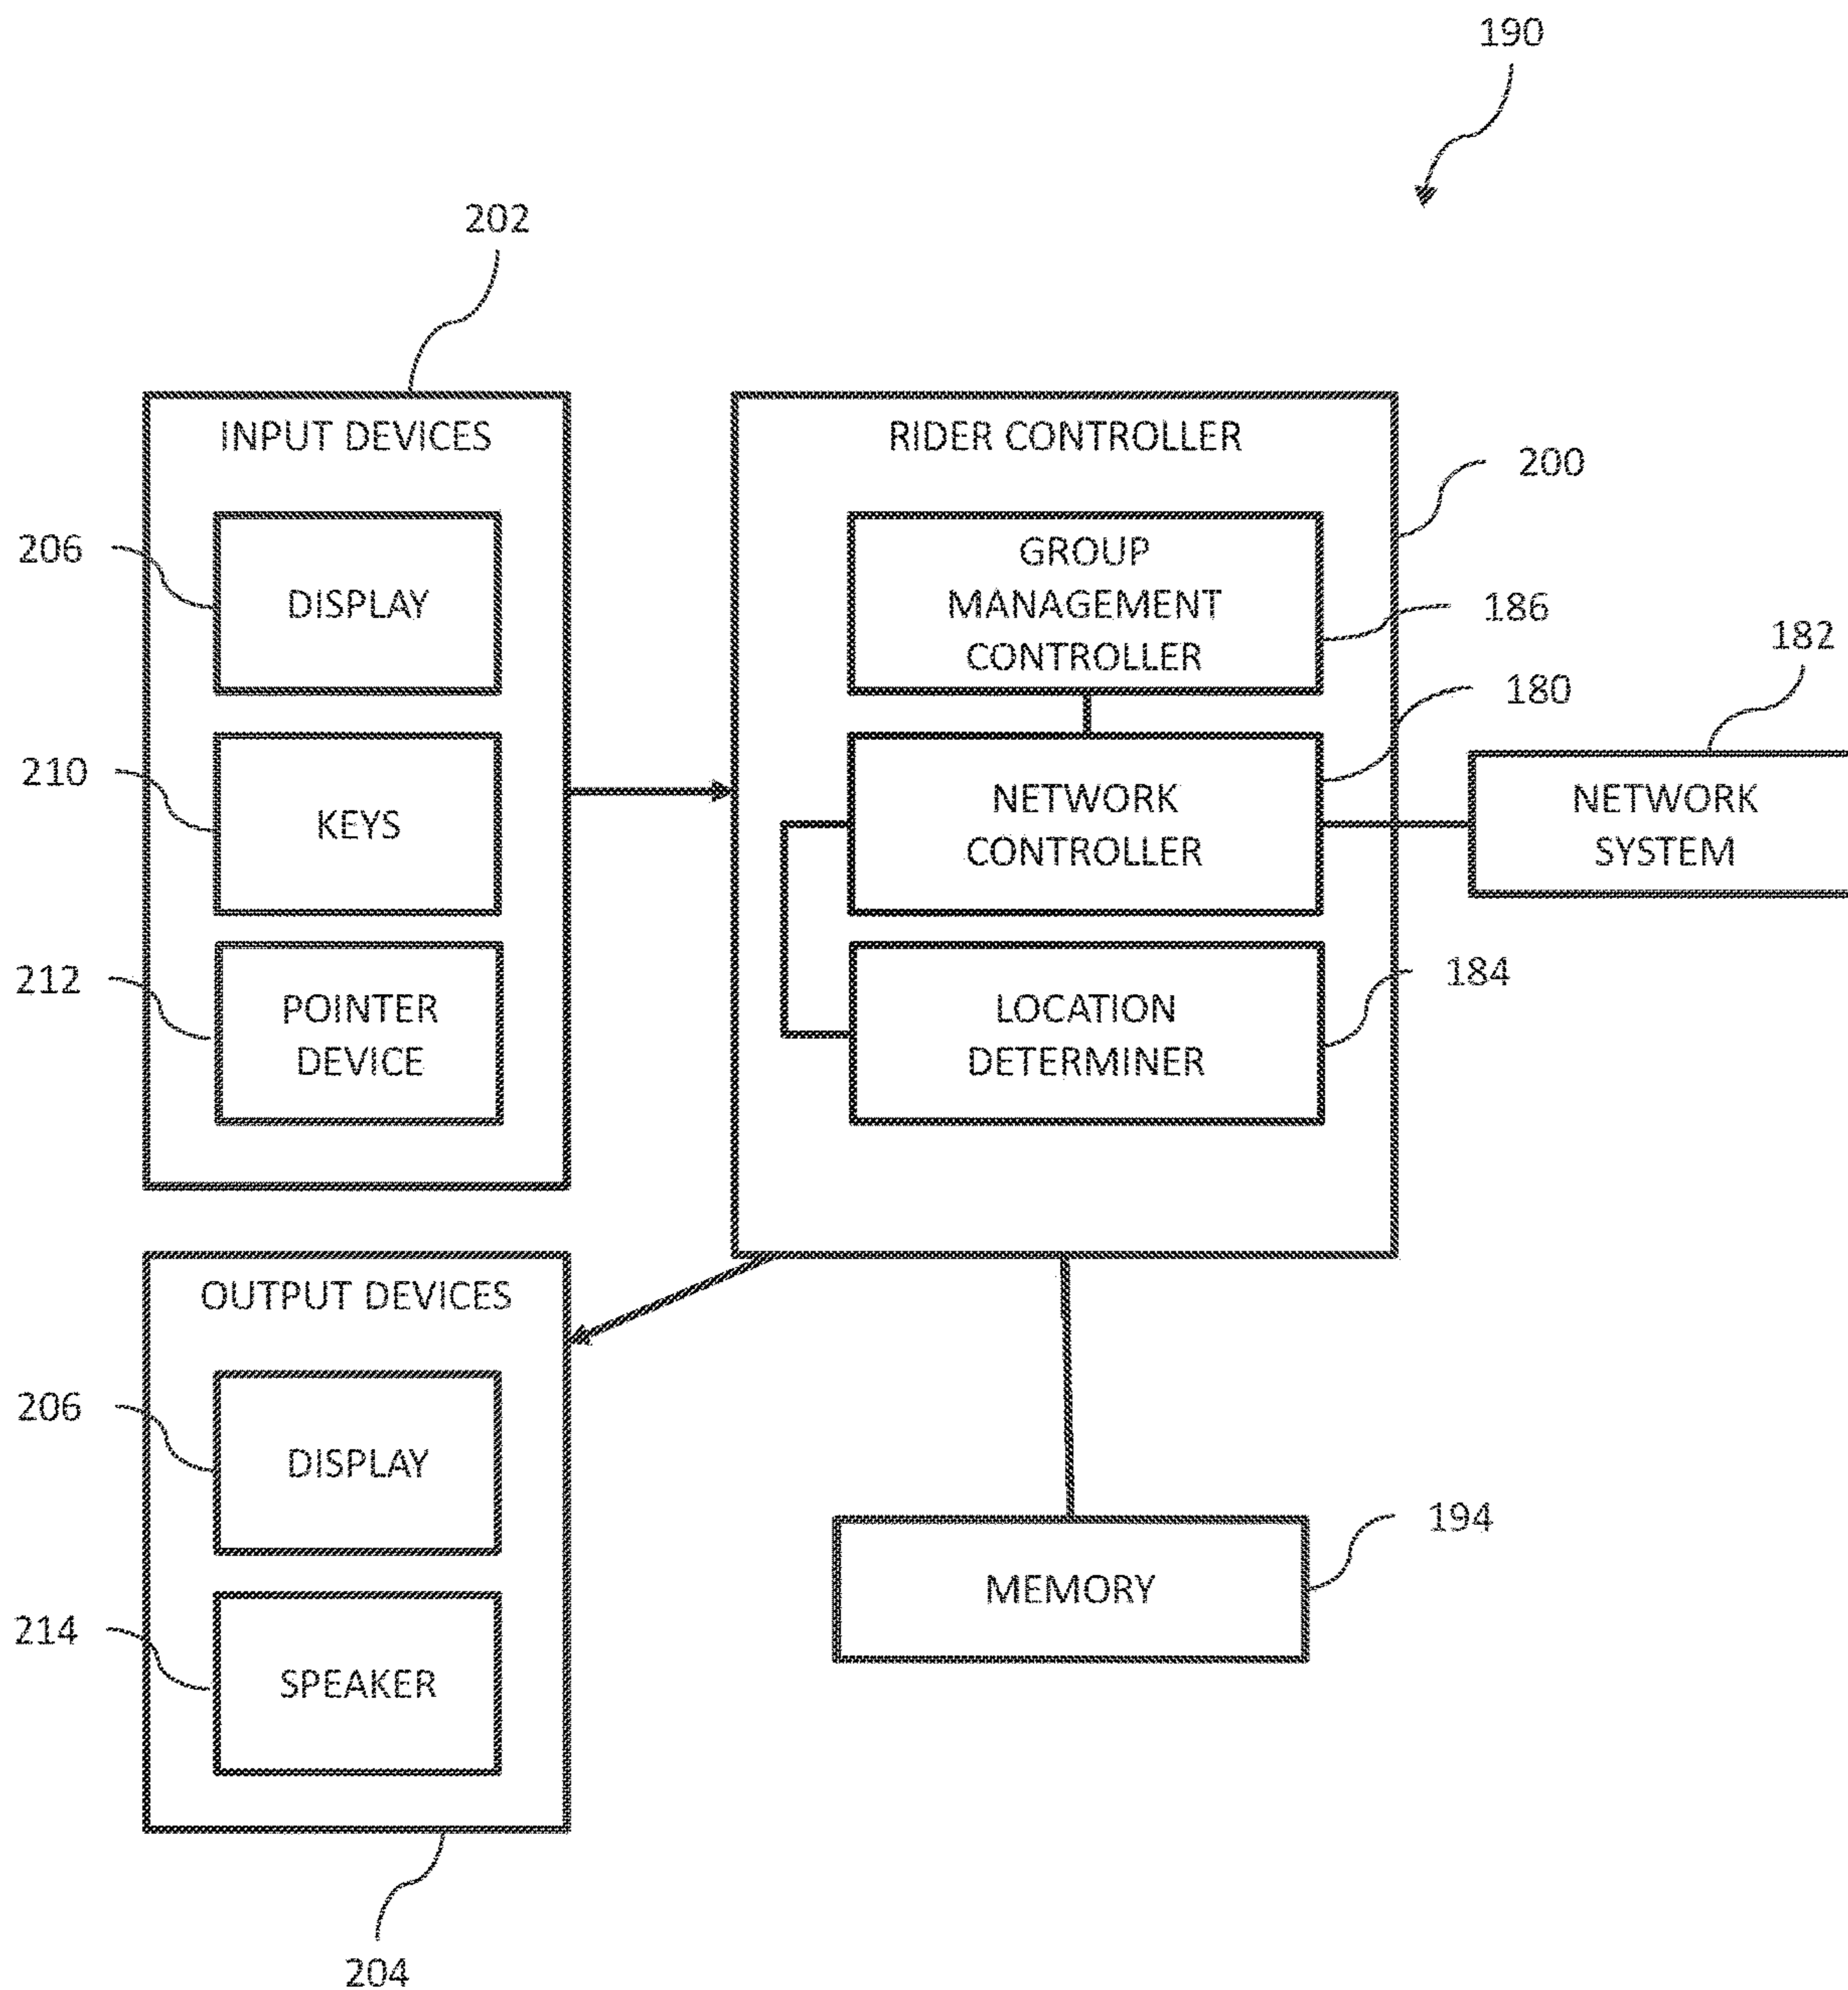 190
202
INPUT DEVICES
206
DISPLAY
210
KEYS
212
POINTER
DEVICE
RIDER CONTROLLER
200
GROUP
MANAGEMENT
CONTROLLER
186
180
NETWORK
CONTROLLER
182
NETWORK
SYSTEM
LOCATION
DETERMINER
184
OUTPUT DEVICES
206
DISPLAY
214
SPEAKER
204
MEMORY
194